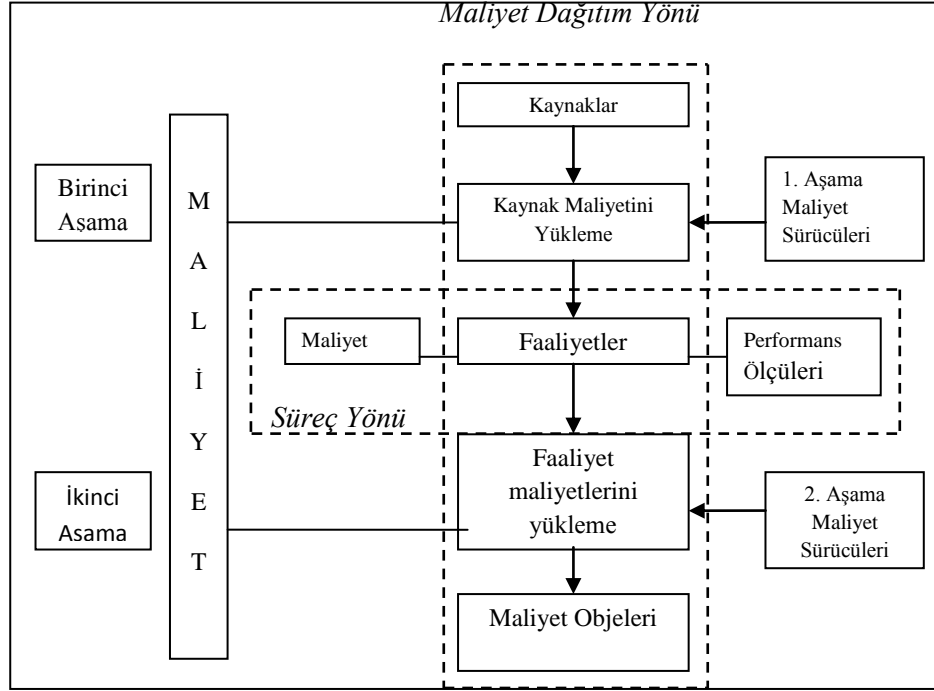 Maliyet Dağıtım Yönü
Kaynaklar
Birinci
Aşama
M
A
L
İ
Y
E
T
Kaynak Maliyetini
Yükleme
1. Aşama
Maliyet
Sürücüleri
Maliyet
Faaliyetler
Performans
Ölçüleri
Süreç Yönü
İkinci
Asama
Faaliyet
maliyetlerini
yükleme
2. Aşama
Maliyet
Sürücüleri
Maliyet Objeleri